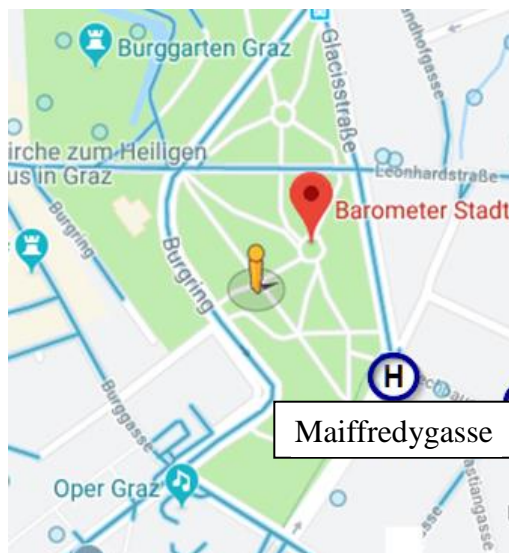 Burggarten Graz
Glacisstraße
irche zum Heiligen
us in Graz
Leonhardstraße
Barometer Stadt
Burgring
Burgring
H
Maiffredygasse
Burggasse
Oper Graz